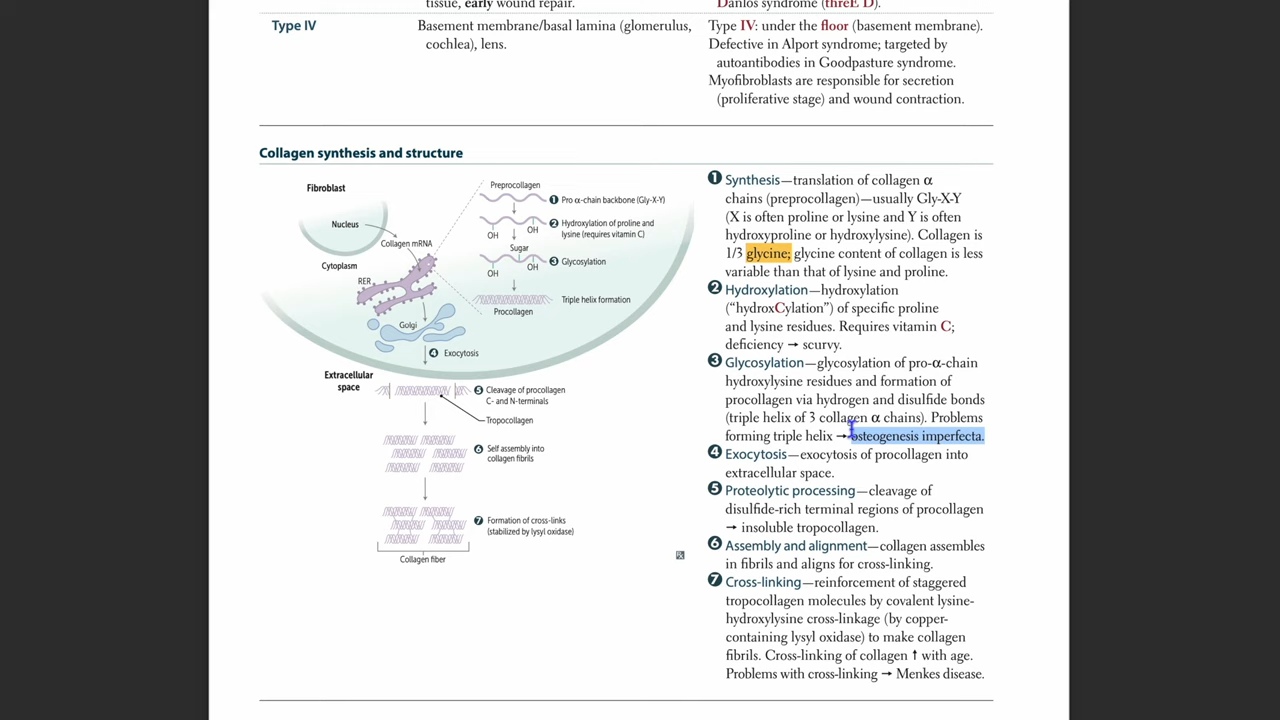 tissue, early wound repair.
Danlos syndrome (threE D).
Type IV
Basement membrane/basal lamina (glomerulus,
cochlea), lens.
Type IV: under the floor (basement membrane).
Defective in Alport syndrome; targeted by
autoantibodies in Goodpasture syndrome.
Myofibroblasts are responsible for secretion
(proliferative stage) and wound contraction.
Collagen synthesis and structure
Fibroblast
Nucleus
Collagen mRNA
Cytoplasm
RER
Golgi
4 Exocytosis
Preprocollagen
1 Pro α-chain backbone (Gly-X-Y)
2 Hydroxylation of proline and
lysine (requires vitamin C)
OH
OH
Sugar
3 Glycosylation
OH
OH
Triple helix formation
Procollagen
Extracellular
space
5 Cleavage of procollagen
C- and N-terminals
Tropocollagen
6 Self assembly into
collagen fibrils
7 Formation of cross-links
(stabilized by lysyl oxidase)
Collagen fiber
1 Synthesis—translation of collagen α
chains (preprocollagen)—usually Gly-X-Y
(X is often proline or lysine and Y is often
hydroxyproline or hydroxylysine). Collagen is
1/3 glycine; glycine content of collagen is less
variable than that of lysine and proline.
2 Hydroxylation—hydroxylation
(“hydroxCylation”) of specific proline
and lysine residues. Requires vitamin C;
deficiency → scurvy.
3 Glycosylation—glycosylation of pro-α-chain
hydroxylysine residues and formation of
procollagen via hydrogen and disulfide bonds
(triple helix of 3 collagen α chains). Problems
forming triple helix → osteogenesis imperfecta.
4 Exocytosis—exocytosis of procollagen into
extracellular space.
5 Proteolytic processing—cleavage of
disulfide-rich terminal regions of procollagen
→ insoluble tropocollagen.
6 Assembly and alignment—collagen assembles
in fibrils and aligns for cross-linking.
7 Cross-linking—reinforcement of staggered
tropocollagen molecules by covalent lysine-
hydroxylysine cross-linkage (by copper-
containing lysyl oxidase) to make collagen
fibrils. Cross-linking of collagen ↑ with age.
Problems with cross-linking → Menkes disease.